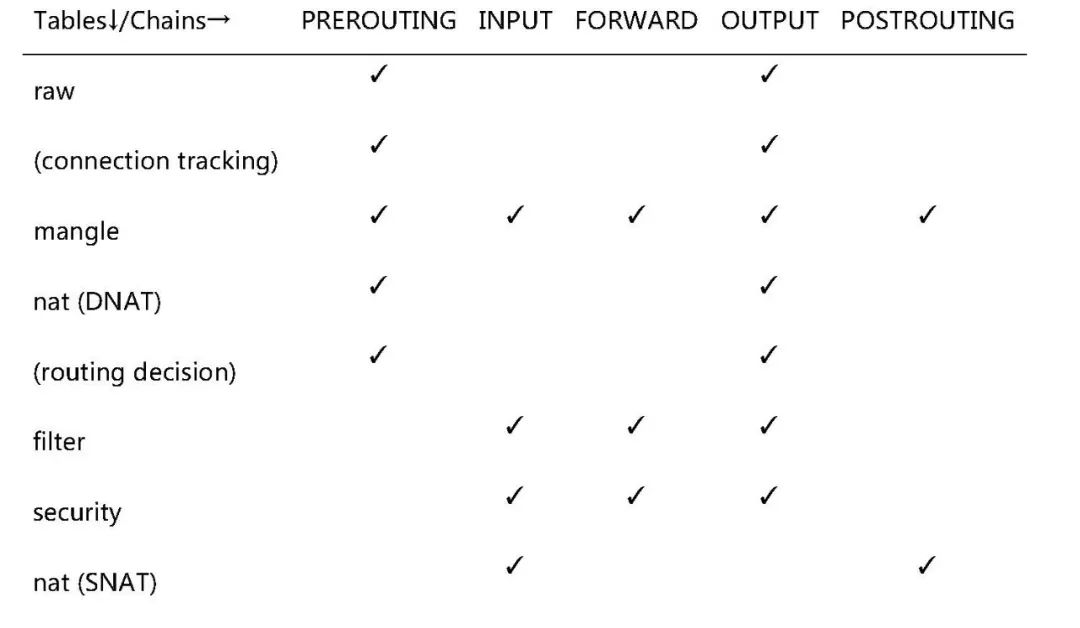 Tables↓/Chains→ PREROUTING INPUT FORWARD OUTPUT POSTROUTING
raw ✓ ✓
(connection tracking) ✓ ✓
mangle ✓ ✓ ✓ ✓ ✓
nat (DNAT) ✓ ✓
(routing decision) ✓ ✓
filter ✓ ✓ ✓
security ✓ ✓ ✓
nat (SNAT) ✓ ✓